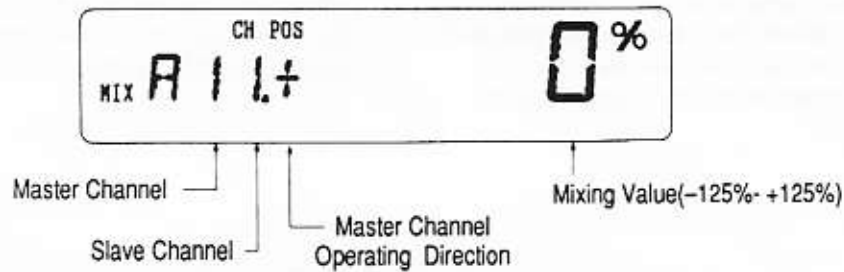 CH POS
MIX A 1 1.÷ 0%
Master Channel
Mixing Value(–125%- +125%)
Slave Channel
Master Channel
Operating Direction